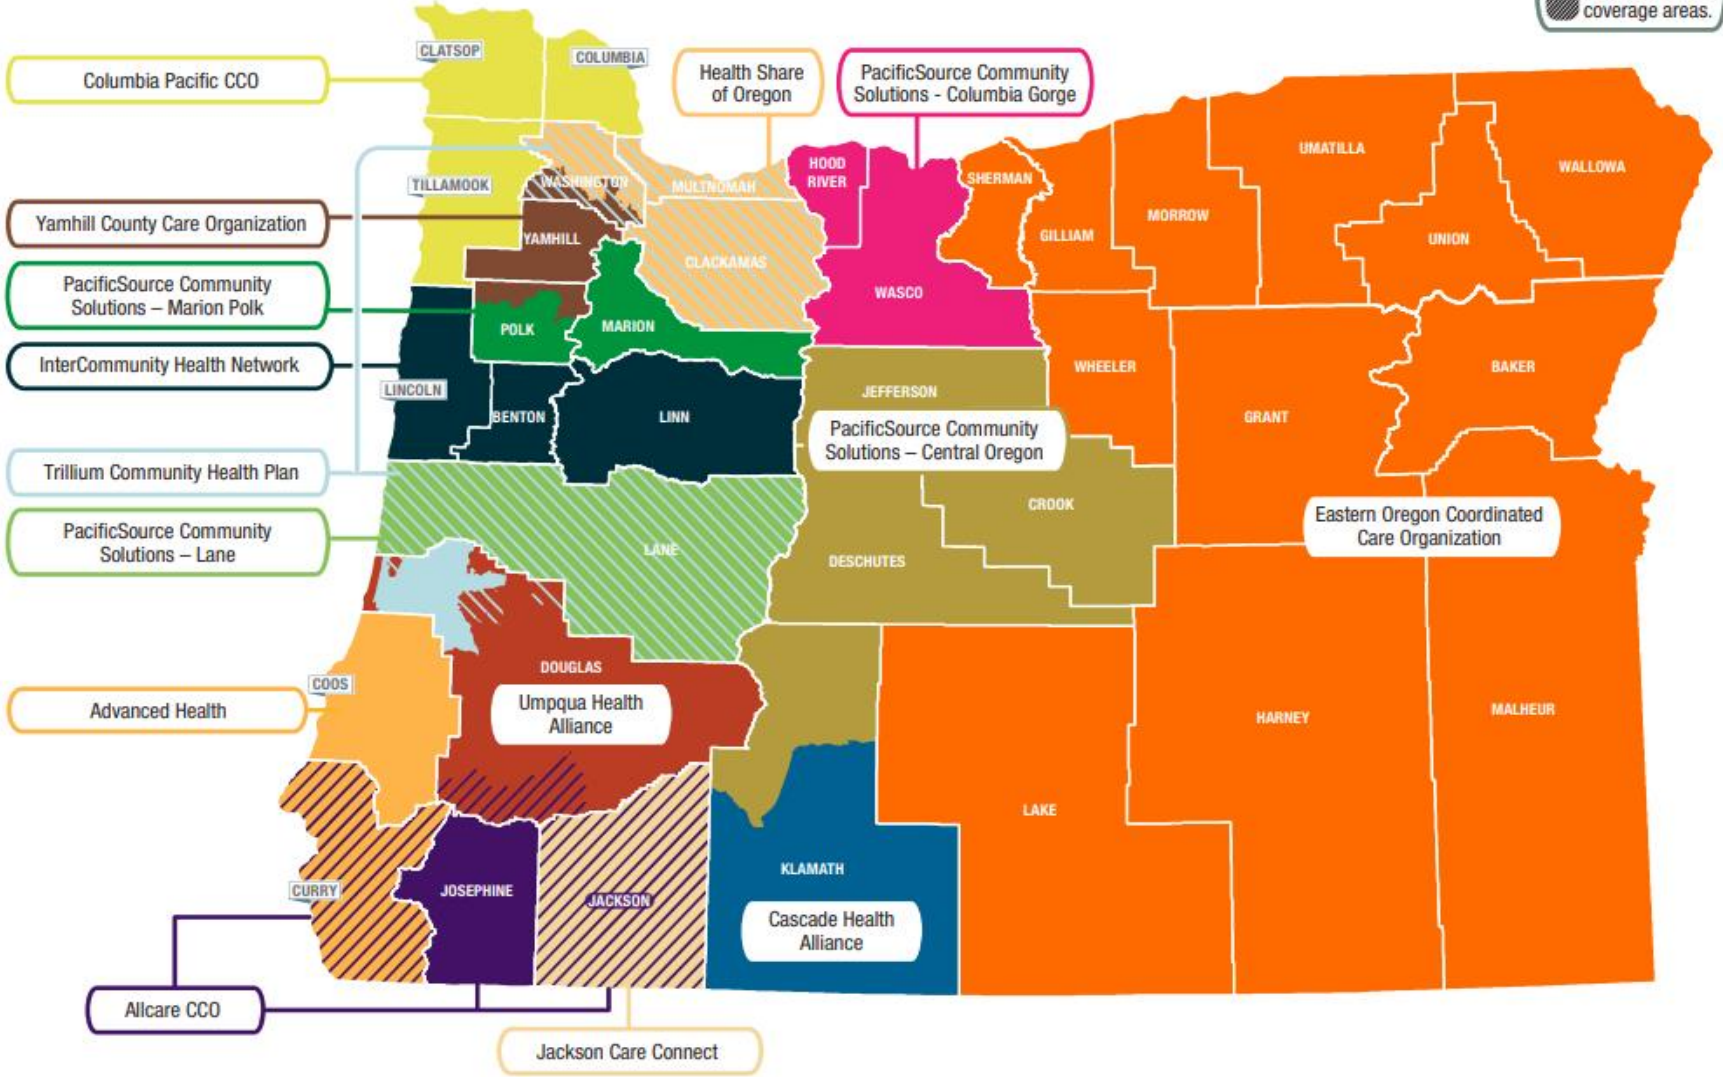 coverage areas.
CLATSOP
COLUMBIA
Columbia Pacific CCO
Health Share
of Oregon
PacificSource Community
Solutions - Columbia Gorge
TILLAMOOK
WASHINGTON
MULTNOMAH
HOOD
RIVER
SHERMAN
UMATILLA
WALLOWA
Yamhill County Care Organization
YAMHILL
CLACKAMAS
WASCO
GILLIAM
MORROW
UNION
PacificSource Community
Solutions – Marion Polk
POLK
MARION
InterCommunity Health Network
LINCOLN
BENTON
LINN
JEFFERSON
WHEELER
GRANT
BAKER
PacificSource Community
Solutions – Central Oregon
Trillium Community Health Plan
CROOK
DESCHUTES
Eastern Oregon Coordinated
Care Organization
PacificSource Community
Solutions – Lane
LANE
DOUGLAS
Umpqua Health
Alliance
COOS
Advanced Health
HARNEY
MALHEUR
LAKE
CURRY
JOSEPHINE
JACKSON
KLAMATH
Cascade Health
Alliance
Allcare CCO
Jackson Care Connect